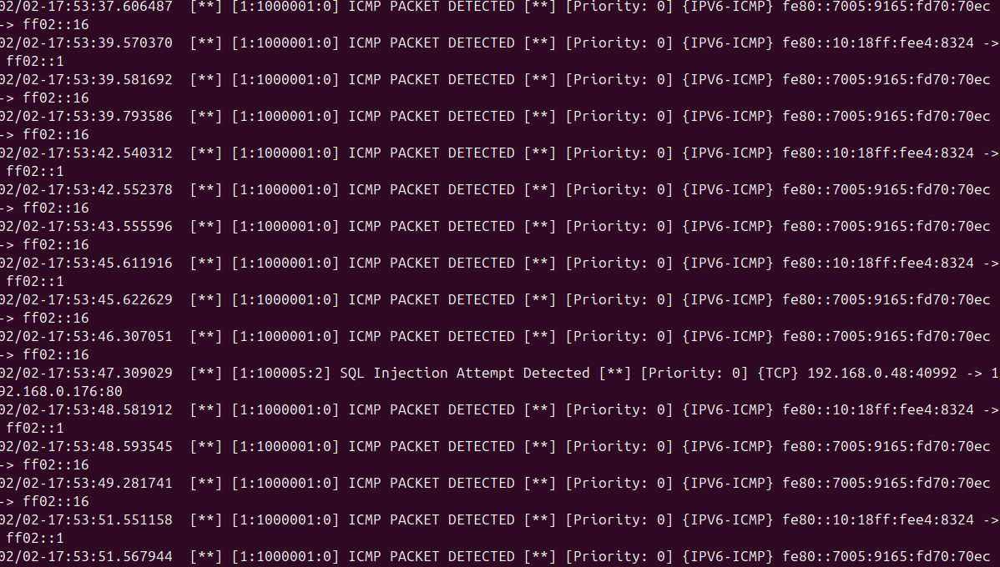 02/02-17:53:37.606487  [**] [1:1000001:0] ICMP PACKET DETECTED [**] [Priority: 0] {IPV6-ICMP} fe80::7005:9165:fd70:70ec
-> ff02::16
02/02-17:53:39.570370  [**] [1:1000001:0] ICMP PACKET DETECTED [**] [Priority: 0] {IPV6-ICMP} fe80::10:18ff:fee4:8324 ->
ff02::1
02/02-17:53:39.581692  [**] [1:1000001:0] ICMP PACKET DETECTED [**] [Priority: 0] {IPV6-ICMP} fe80::7005:9165:fd70:70ec
-> ff02::16
02/02-17:53:39.793586  [**] [1:1000001:0] ICMP PACKET DETECTED [**] [Priority: 0] {IPV6-ICMP} fe80::7005:9165:fd70:70ec
-> ff02::16
02/02-17:53:42.540312  [**] [1:1000001:0] ICMP PACKET DETECTED [**] [Priority: 0] {IPV6-ICMP} fe80::10:18ff:fee4:8324 ->
ff02::1
02/02-17:53:42.552378  [**] [1:1000001:0] ICMP PACKET DETECTED [**] [Priority: 0] {IPV6-ICMP} fe80::7005:9165:fd70:70ec
-> ff02::16
02/02-17:53:43.555596  [**] [1:1000001:0] ICMP PACKET DETECTED [**] [Priority: 0] {IPV6-ICMP} fe80::7005:9165:fd70:70ec
-> ff02::16
02/02-17:53:45.611916  [**] [1:1000001:0] ICMP PACKET DETECTED [**] [Priority: 0] {IPV6-ICMP} fe80::10:18ff:fee4:8324 ->
ff02::1
02/02-17:53:45.622629  [**] [1:1000001:0] ICMP PACKET DETECTED [**] [Priority: 0] {IPV6-ICMP} fe80::7005:9165:fd70:70ec
-> ff02::16
02/02-17:53:46.307051  [**] [1:1000001:0] ICMP PACKET DETECTED [**] [Priority: 0] {IPV6-ICMP} fe80::7005:9165:fd70:70ec
-> ff02::16
02/02-17:53:47.309029  [**] [1:100005:2] SQL Injection Attempt Detected [**] [Priority: 0] {TCP} 192.168.0.48:40992 -> 1
92.168.0.176:80
02/02-17:53:48.581912  [**] [1:1000001:0] ICMP PACKET DETECTED [**] [Priority: 0] {IPV6-ICMP} fe80::10:18ff:fee4:8324 ->
ff02::1
02/02-17:53:48.593545  [**] [1:1000001:0] ICMP PACKET DETECTED [**] [Priority: 0] {IPV6-ICMP} fe80::7005:9165:fd70:70ec
-> ff02::16
02/02-17:53:49.281741  [**] [1:1000001:0] ICMP PACKET DETECTED [**] [Priority: 0] {IPV6-ICMP} fe80::7005:9165:fd70:70ec
-> ff02::16
02/02-17:53:51.551158  [**] [1:1000001:0] ICMP PACKET DETECTED [**] [Priority: 0] {IPV6-ICMP} fe80::10:18ff:fee4:8324 ->
ff02::1
02/02-17:53:51.567944  [**] [1:1000001:0] ICMP PACKET DETECTED [**] [Priority: 0] {IPV6-ICMP} fe80::7005:9165:fd70:70ec